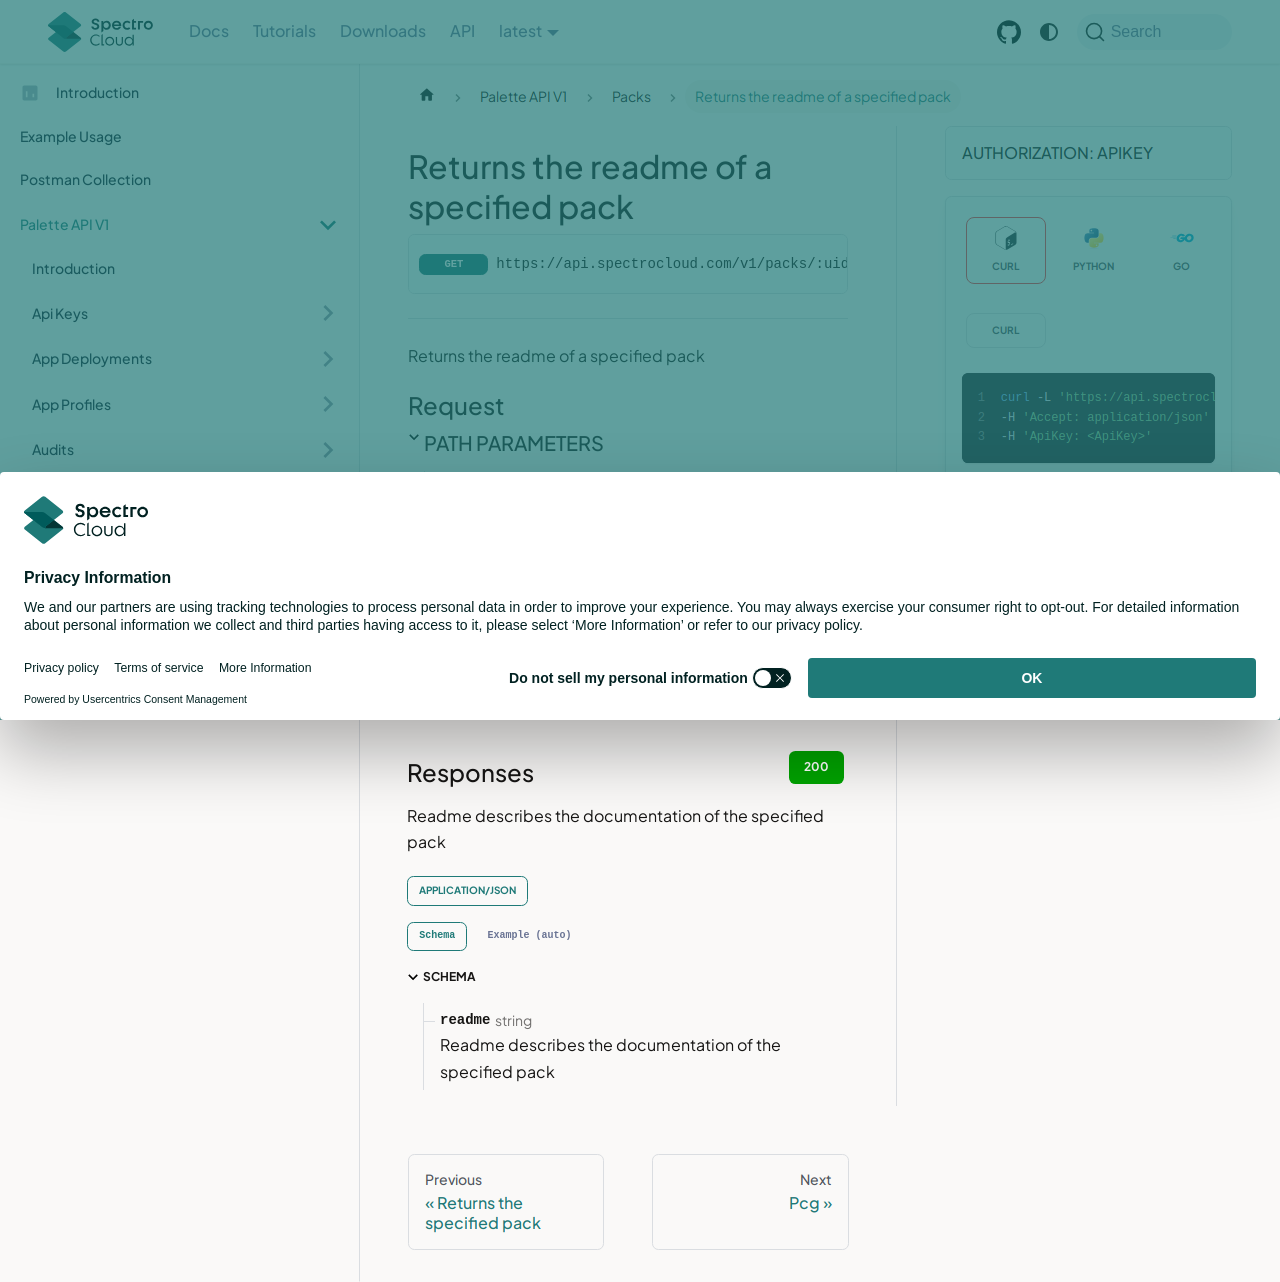 Spectro Cloud
Docs
Tutorials
Downloads
API
latest
Search
Introduction
Example Usage
Postman Collection
Palette API V1
Introduction
Api Keys
App Deployments
App Profiles
Audits
Palette API V1
Packs
Returns the readme of a specified pack
Returns the readme of a
specified pack
GET https://api.spectrocloud.com/v1/packs/:uid
Returns the readme of a specified pack
Request
PATH PARAMETERS
AUTHORIZATION: APIKEY
CURL
PYTHON
GO
CURL
1 curl -L 'https://api.spectrocl
2 -H 'Accept: application/json'
3 -H 'ApiKey: <ApiKey>'
Spectro
Cloud
Privacy Information
We and our partners are using tracking technologies to process personal data in order to improve your experience. You may always exercise your consumer right to opt-out. For detailed information
about personal information we collect and third parties having access to it, please select ‘More Information’ or refer to our privacy policy.
Privacy policy
Terms of service
More Information
Powered by Usercentrics Consent Management
Do not sell my personal information
OK
Responses
200
Readme describes the documentation of the specified
pack
APPLICATION/JSON
Schema
Example (auto)
SCHEMA
readme string
Readme describes the documentation of the
specified pack
Previous
« Returns the
specified pack
Next
Pcg »